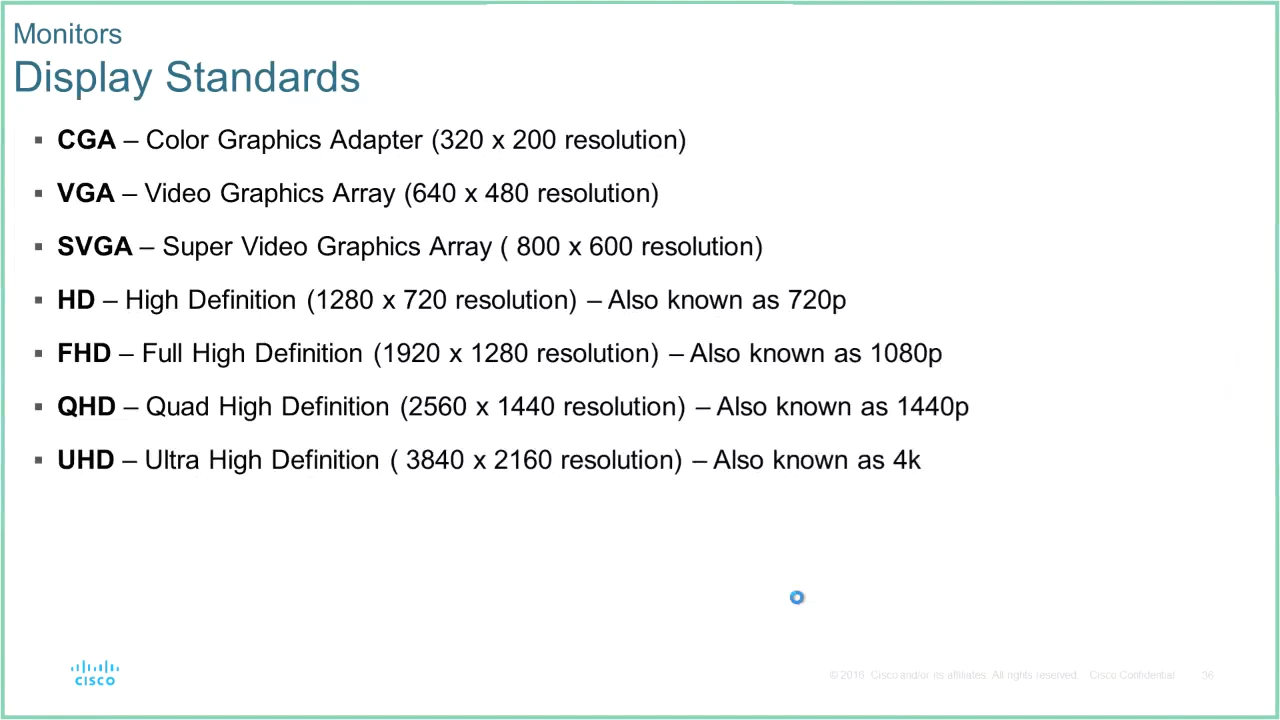 Monitors
Display Standards
▪ CGA – Color Graphics Adapter (320 x 200 resolution)
▪ VGA – Video Graphics Array (640 x 480 resolution)
▪ SVGA – Super Video Graphics Array ( 800 x 600 resolution)
▪ HD – High Definition (1280 x 720 resolution) – Also known as 720p
▪ FHD – Full High Definition (1920 x 1280 resolution) – Also known as 1080p
▪ QHD – Quad High Definition (2560 x 1440 resolution) – Also known as 1440p
▪ UHD – Ultra High Definition ( 3840 x 2160 resolution) – Also known as 4k
CISCO
© 2016 Cisco and/or its affiliates. All rights reserved. Cisco Confidential 36